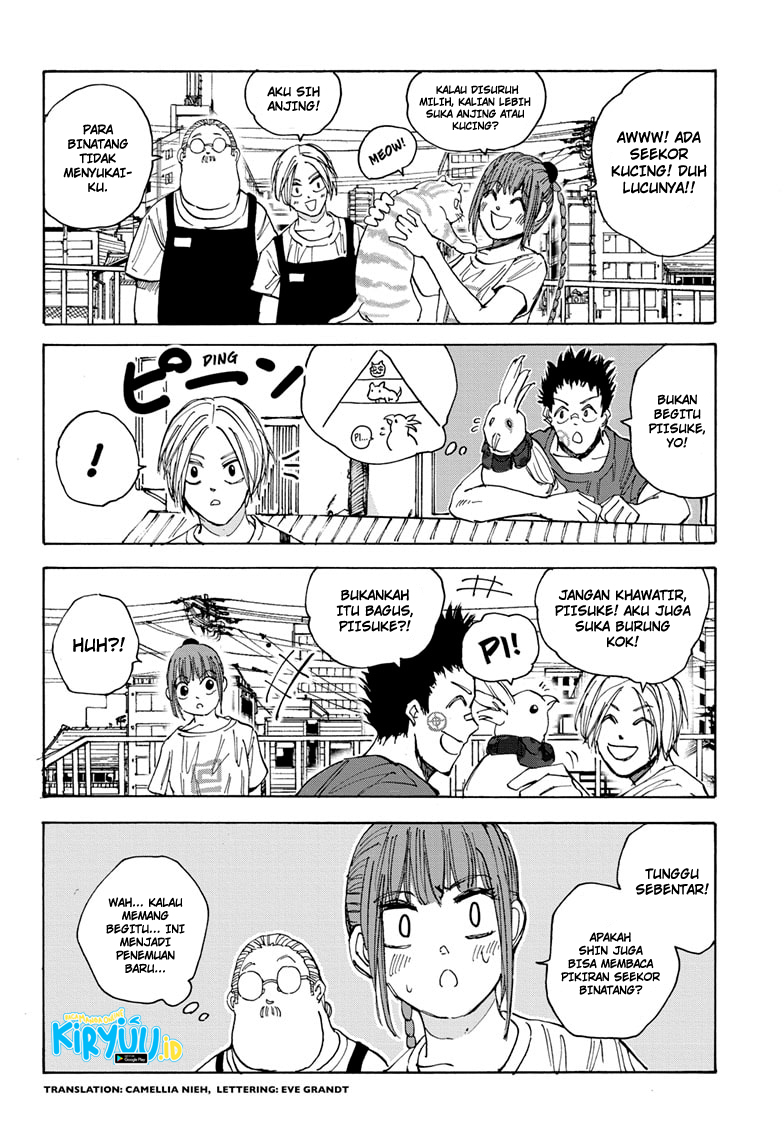 AWWW! ADA
SEEKOR
KUCING! DUH
LUCUNYA!!
KALAU DISURUH
MILIH, KALIAN LEBIH
SUKA ANJING ATAU
KUCING?
MEOW!
AKU SIH
ANJING!
PARA
BINATANG
TIDAK
MENYUKAI-
KU.
BUKAN
BEGITU
PIISUKE,
YO!
PI...
DING
ピーン
!
JANGAN KHAWATIR,
PIISUKE! AKU JUGA
SUKA BURUNG
KOK!
PI!
BUKANKAH
ITU BAGUS,
PIISUKE?!
HUH?!
TUNGGU
SEBENTAR!
APAKAH
SHIN JUGA
BISA MEMBACA
PIKIRAN SEEKOR
BINATANG?
WAH... KALAU
MEMANG
BEGITU... INI
MENJADI
PENEMUAN
BARU...
KIRYUU.ID
Google Play
TRANSLATION: CAMELLIA NIEH, LETTERING: EVE GRANDT